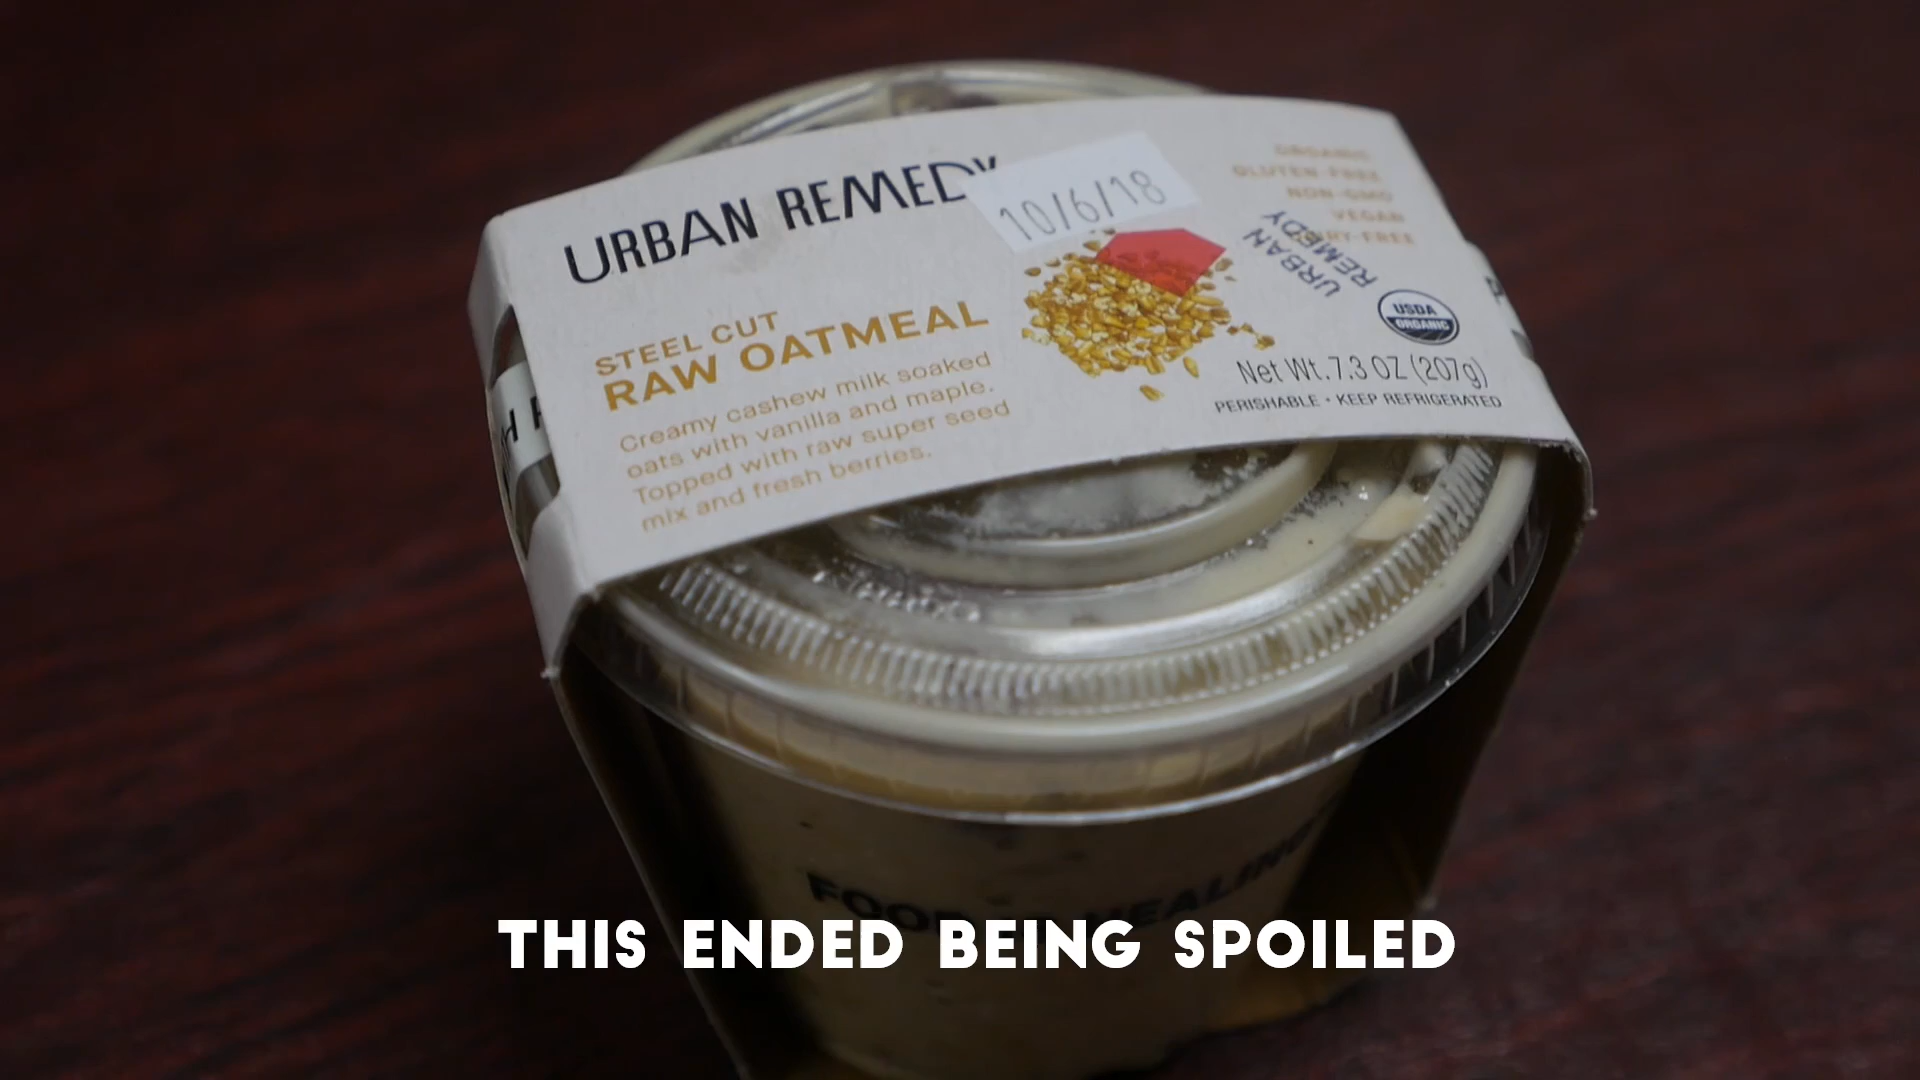 URBAN REMEDY
10/6/18
ORGANIC
GLUTEN-FREE
NON-GMO
VEGAN
URBAN
REMEDY
USDA
ORGANIC
STEEL CUT
RAW OATMEAL
Creamy cashew milk soaked
oats with vanilla and maple.
Topped with raw super seed
mix and fresh berries.
Net Wt. 7.3 OZ (207g)
PERISHABLE • KEEP REFRIGERATED
HEALING
THIS ENDED BEING SPOILED